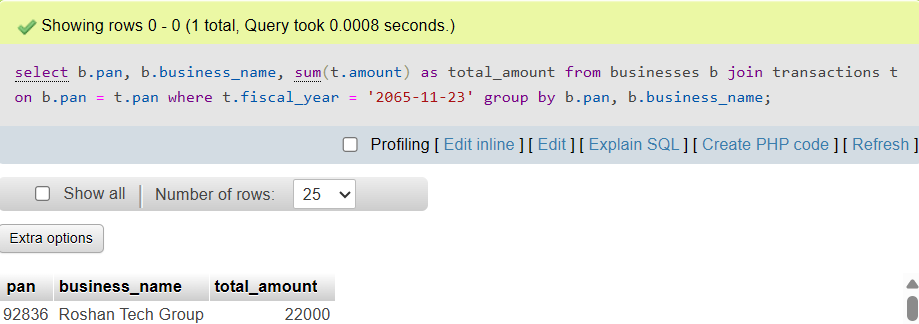 Showing rows 0 - 0 (1 total, Query took 0.0008 seconds.)
select b.pan, b.business_name, sum(t.amount) as total_amount from businesses b join transactions t
on b.pan = t.pan where t.fiscal_year = '2065-11-23' group by b.pan, b.business_name;
Profiling [ Edit inline ] [ Edit ] [ Explain SQL ] [ Create PHP code ] [ Refresh ]
Show all Number of rows: 25
Extra options
pan business_name total_amount
92836 Roshan Tech Group 22000